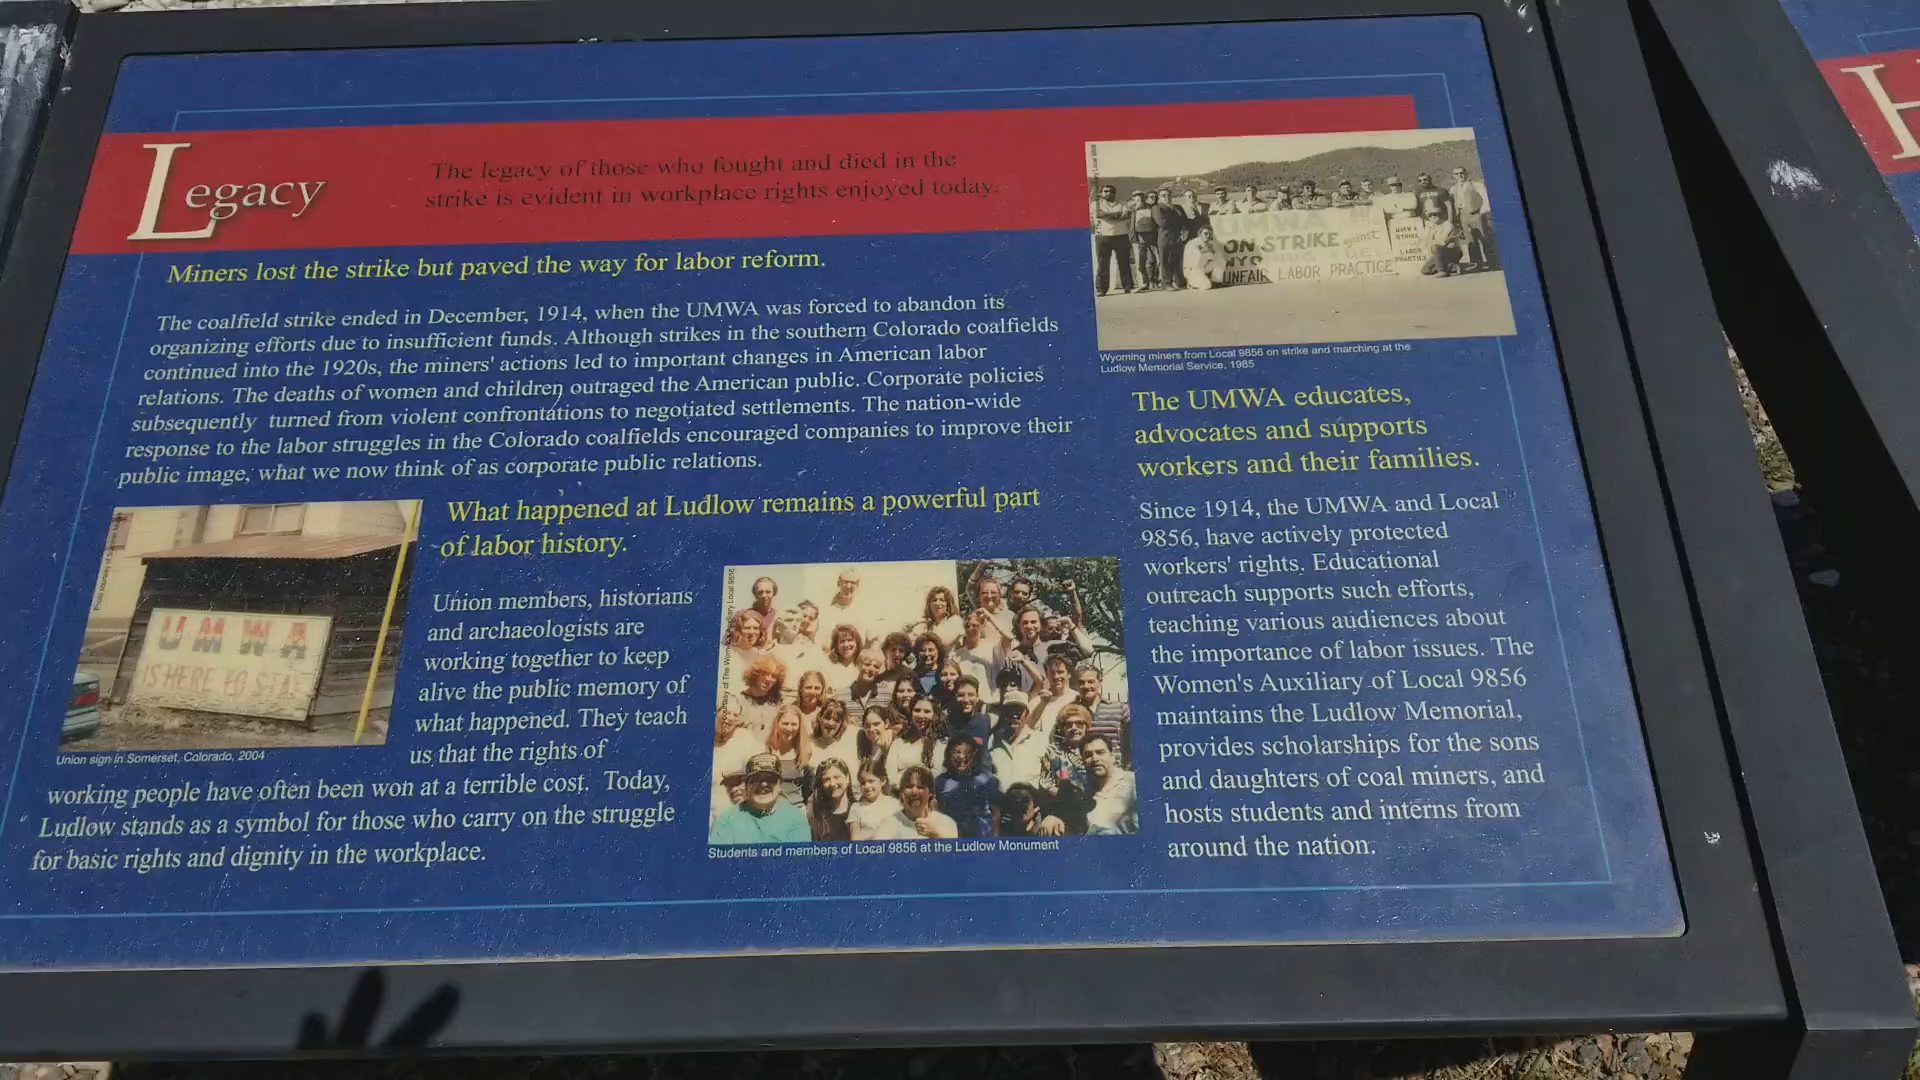 Legacy
The legacy of those who fought and died in the
strike is evident in workplace rights enjoyed today.
Miners lost the strike but paved the way for labor reform.
The coalfield strike ended in December, 1914, when the UMWA was forced to abandon its
organizing efforts due to insufficient funds. Although strikes in the southern Colorado coalfields
continued into the 1920s, the miners' actions led to important changes in American labor
relations. The deaths of women and children outraged the American public. Corporate policies
subsequently turned from violent confrontations to negotiated settlements. The nation-wide
response to the labor struggles in the Colorado coalfields encouraged companies to improve their
public image, what we now think of as corporate public relations.
UMWA
IS HERE TO STAY
Union sign in Somerset, Colorado, 2004
What happened at Ludlow remains a powerful part
of labor history.
Union members, historians
and archaeologists are
working together to keep
alive the public memory of
what happened. They teach
us that the rights of
working people have often been won at a terrible cost. Today,
Ludlow stands as a symbol for those who carry on the struggle
for basic rights and dignity in the workplace.
Students and members of Local 9856 at the Ludlow Monument
UMWA
ON STRIKE against
UNFAIR LABOR PRACTICE
UMWA
STRIKE
LABOR
PRACTICE
Wyoming miners from Local 9856 on strike and marching at the
Ludlow Memorial Service, 1985
The UMWA educates,
advocates and supports
workers and their families.
Since 1914, the UMWA and Local
9856, have actively protected
workers' rights. Educational
outreach supports such efforts,
teaching various audiences about
the importance of labor issues. The
Women's Auxiliary of Local 9856
maintains the Ludlow Memorial,
provides scholarships for the sons
and daughters of coal miners, and
hosts students and interns from
around the nation.
H